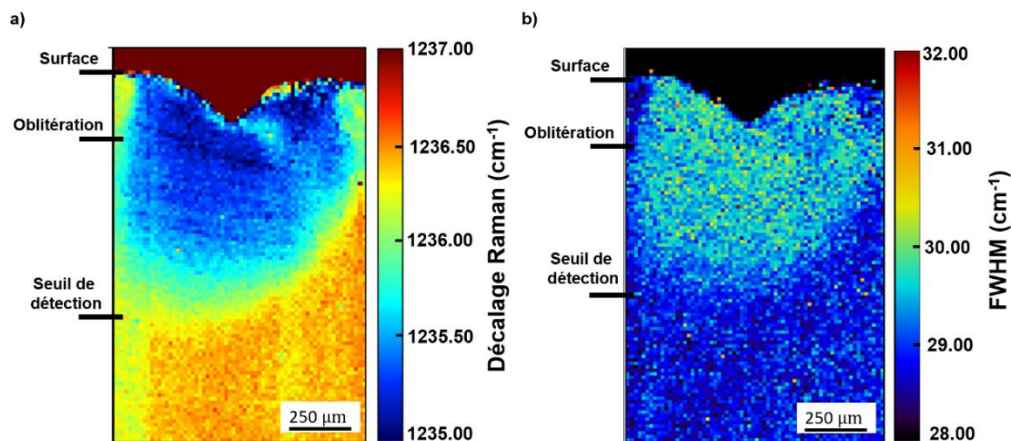 a)
Surface
Oblitération
Seuil de
détection
1237.00
1236.50
1236.00
1235.50
1235.00
Décalage Raman (cm-1)
250 µm
b)
Surface
Oblitération
Seuil de
détection
32.00
31.00
30.00
29.00
28.00
FWHM (cm-1)
250 µm